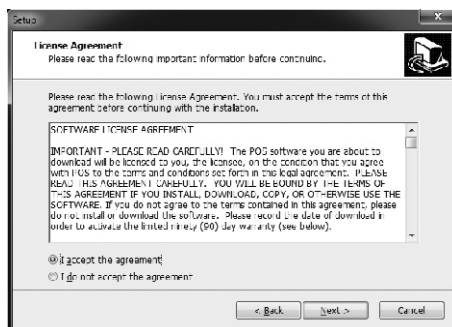 Setup
License Agreement
Please read the following important information before continuing.
Please read the following License Agreement. You must accept the terms of this
agreement before continuing with the installation.
SOFTWARE LICENSE AGREEMENT
IMPORTANT - PLEASE READ CAREFULLY! The POS software you are about to
download will be licensed to you, the licensee, on the condition that you agree
with POS to the terms and conditions set forth in this legal agreement. PLEASE
READ THIS AGREEMENT CAREFULLY. YOU WILL BE BOUND BY THE TERMS OF
THIS AGREEMENT IF YOU INSTALL, DOWNLOAD, COPY, OR OTHERWISE USE THE
SOFTWARE. If you do not agree to the terms contained in this agreement, please
do not install or download the software. Please record the date of download in
order to activate the limited ninety (90) day warranty (see below).
I accept the agreement
I do not accept the agreement
< Back
Next >
Cancel